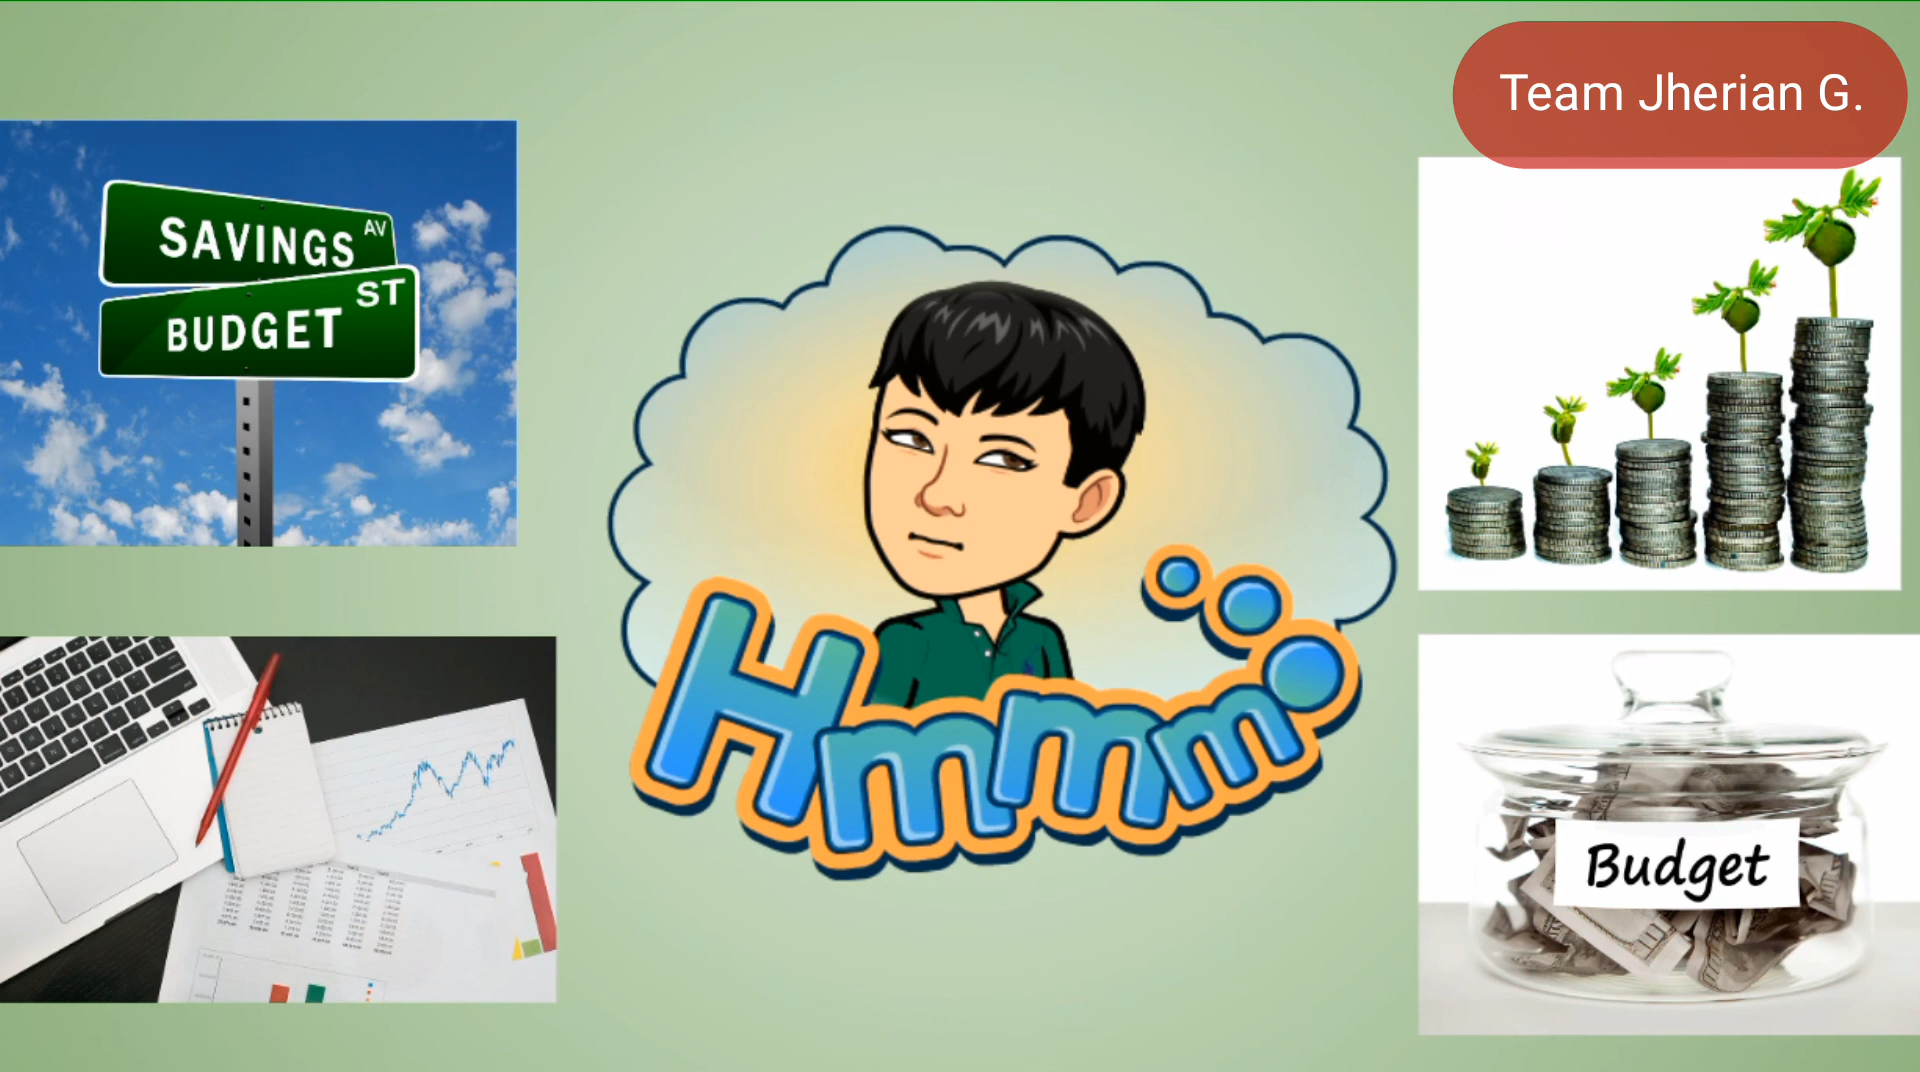 Team Jherian G.
SAVINGS AV
BUDGET ST
Hmmm
Budget